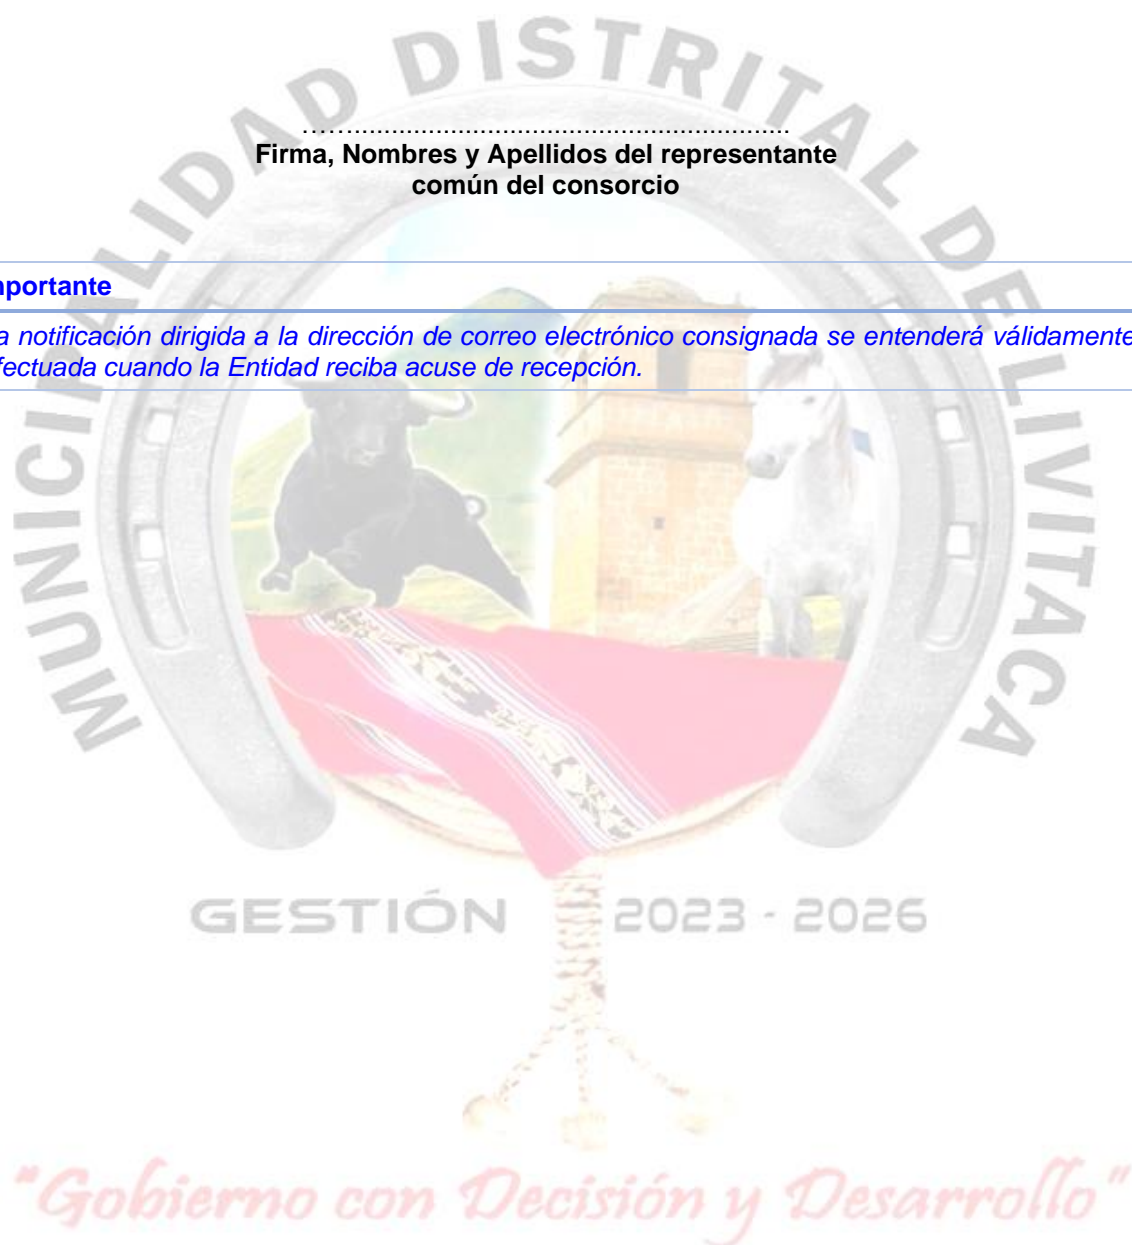 MUNICIPALIDAD DISTRITAL DE LIVITACA
…….............................................................
Firma, Nombres y Apellidos del representante
común del consorcio
mportante
a notificación dirigida a la dirección de correo electrónico consignada se entenderá válidamente
fectuada cuando la Entidad reciba acuse de recepción.
GESTIÓN 2023 - 2026
"Gobierno con Decisión y Desarrollo"